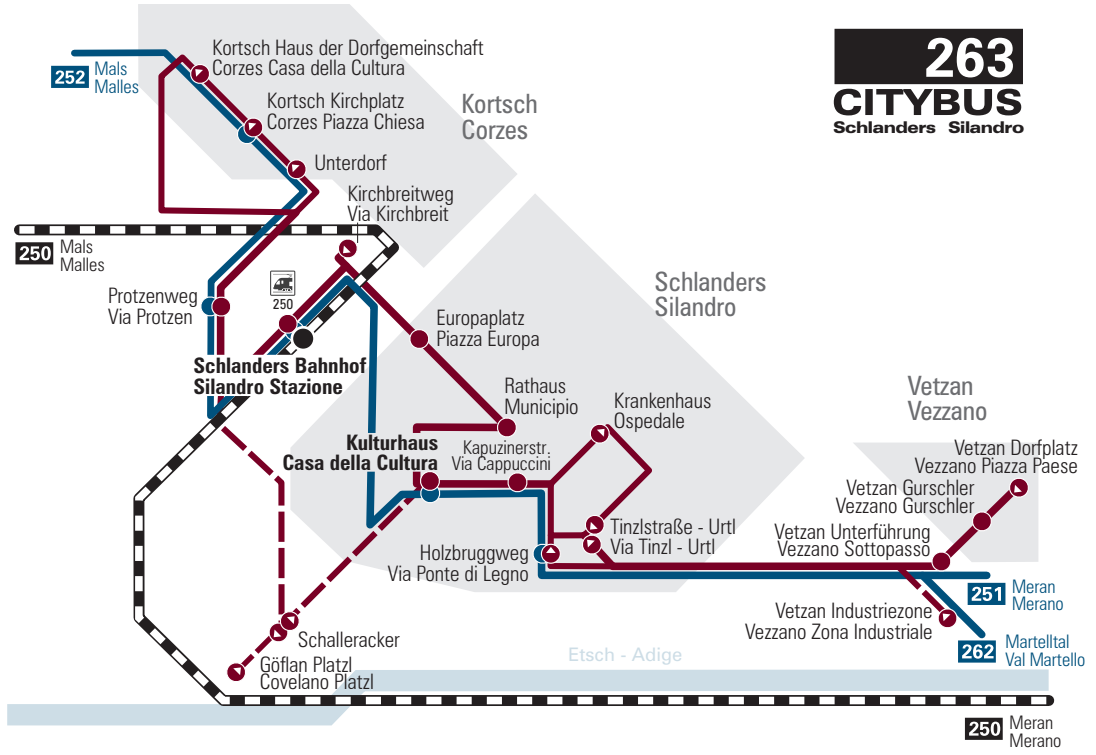 263
CITYBUS
Schlanders Silandro
Kortsch Haus der Dorfgemeinschaft
Corzes Casa della Cultura
252 Mals
Malles
Kortsch Kirchplatz
Corzes Piazza Chiesa
Kortsch
Corzes
Unterdorf
Kirchbreitweg
Via Kirchbreit
250 Mals
Malles
Protzenweg
Via Protzen
250
Schlanders
Silandro
Europaplatz
Piazza Europa
Schlanders Bahnhof
Silandro Stazione
Rathaus
Municipio
Krankenhaus
Ospedale
Vetzan
Vezzano
Kulturhaus
Casa della Cultura
Kapuzinerstr.
Via Cappuccini
Vetzan Dorfplatz
Vezzano Piazza Paese
Vetzan Gurschler
Vezzano Gurschler
Tinzlstraße - Urtl
Via Tinzl - Urtl
Vetzan Unterführung
Vezzano Sottopasso
Holzbruggweg
Via Ponte di Legno
251 Meran
Merano
Vetzan Industriezone
Vezzano Zona Industriale
262 Martelltal
Val Martello
Schalleracker
Göflan Platzl
Covelano Platzl
Etsch - Adige
250 Meran
Merano